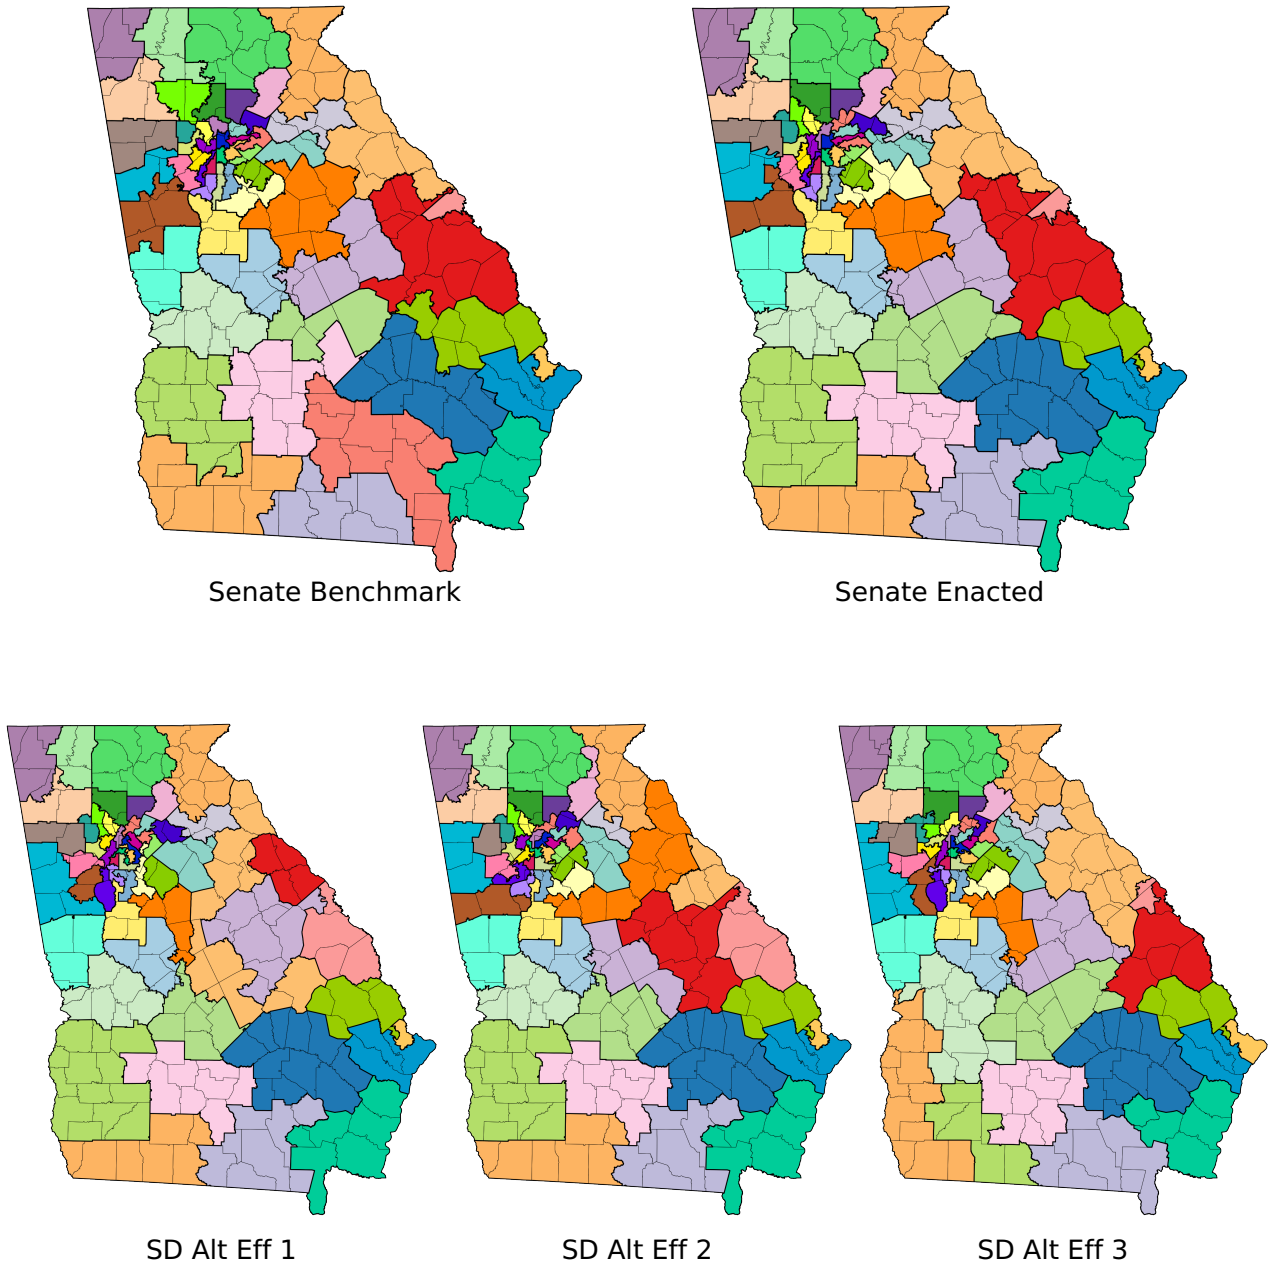 Senate Benchmark
Senate Enacted
SD Alt Eff 1
SD Alt Eff 2
SD Alt Eff 3